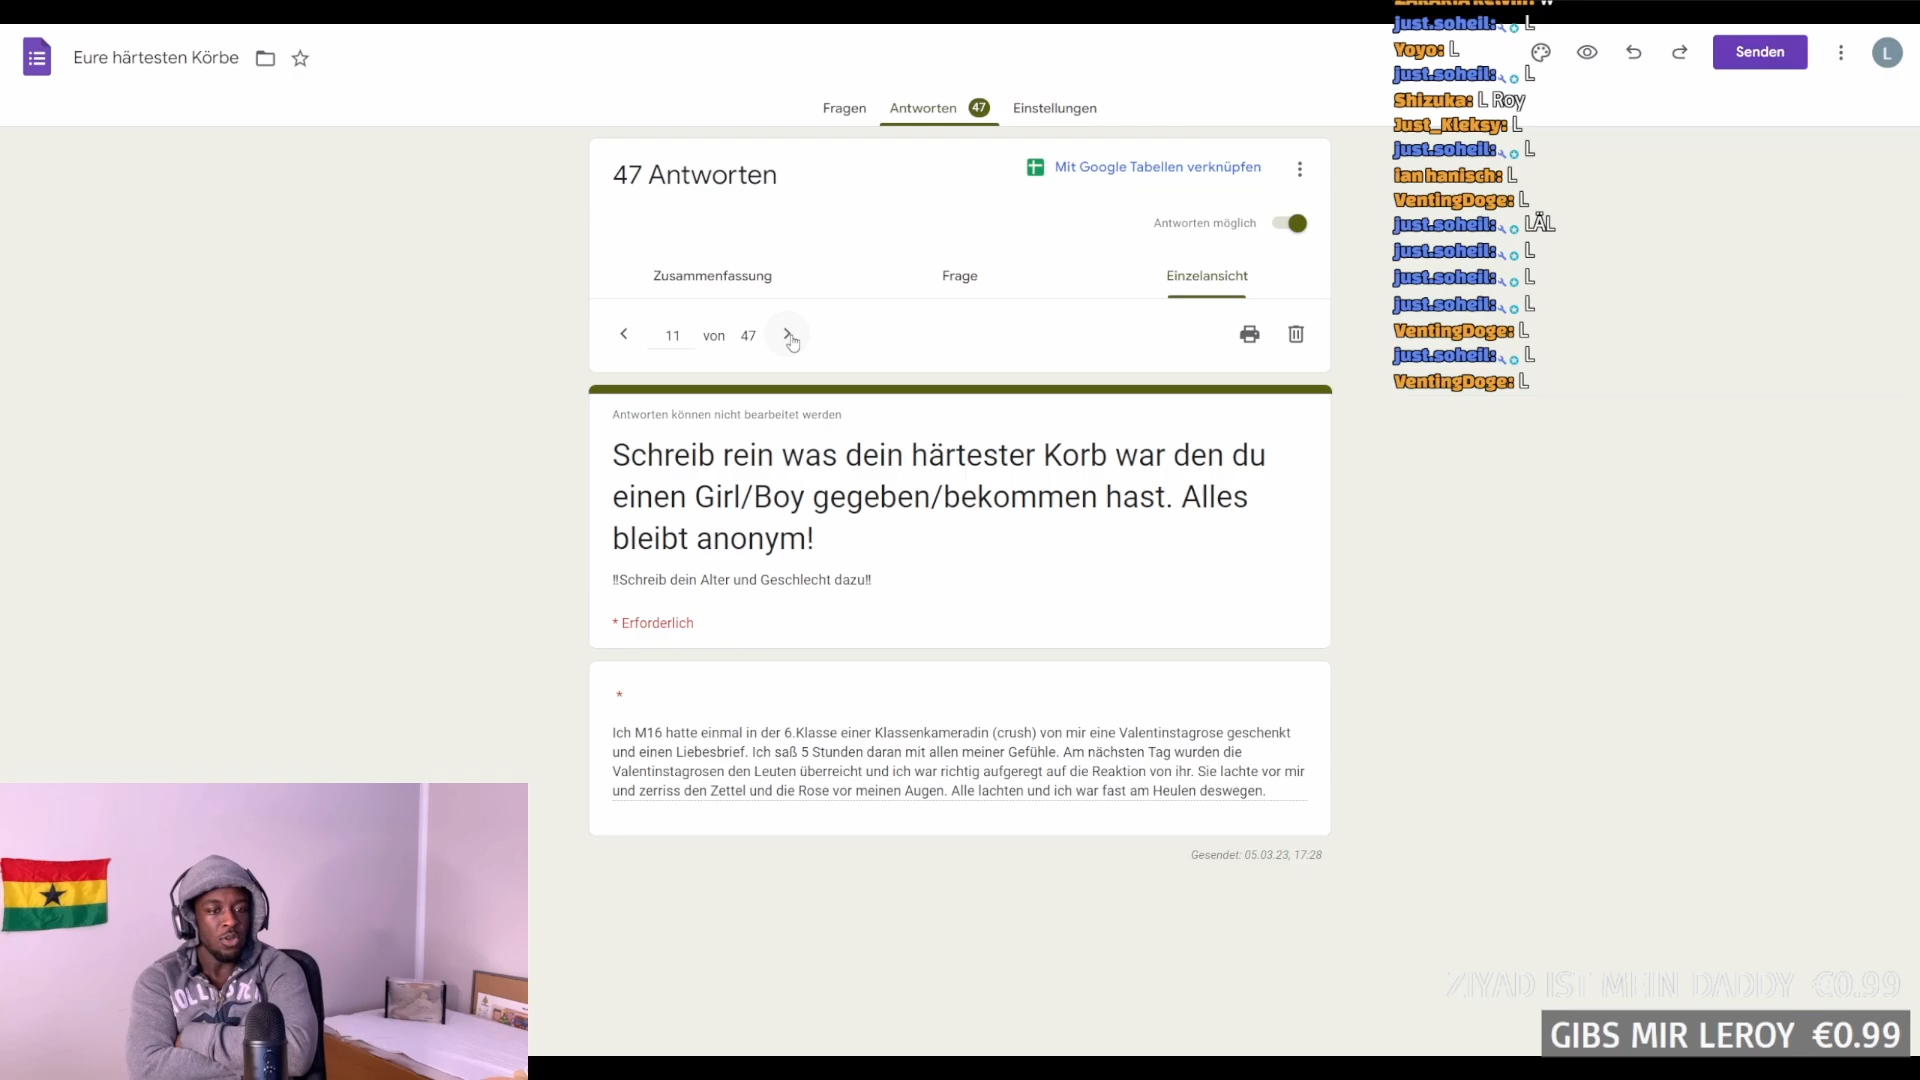 Eure härtesten Körbe
Senden
L
Fragen
Antworten 47
Einstellungen
47 Antworten
Mit Google Tabellen verknüpfen
Antworten möglich
Zusammenfassung
Frage
Einzelansicht
11 von 47
Antworten können nicht bearbeitet werden
Schreib rein was dein härtester Korb war den du
einen Girl/Boy gegeben/bekommen hast. Alles
bleibt anonym!
!!Schreib dein Alter und Geschlecht dazu!!
* Erforderlich
*
Ich M16 hatte einmal in der 6.Klasse einer Klassenkameradin (crush) von mir eine Valentinstagrose geschenkt
und einen Liebesbrief. Ich saß 5 Stunden daran mit allen meiner Gefühle. Am nächsten Tag wurden die
Valentinstagrosen den Leuten überreicht und ich war richtig aufgeregt auf die Reaktion von ihr. Sie lachte vor mir
und zerriss den Zettel und die Rose vor meinen Augen. Alle lachten und ich war fast am Heulen deswegen.
Gesendet: 05.03.23, 17:28
just.soheil: L
Yoyo: L
just.soheil: L
Shizuka: L Roy
Just_Kleksy: L
just.soheil: L
ian hanisch: L
VentingDoge: L
just.soheil: LÄL
just.soheil: L
just.soheil: L
just.soheil: L
VentingDoge: L
just.soheil: L
VentingDoge: L
ZIYAD IST MEIN DADDY €0.99
GIBS MIR LEROY €0.99